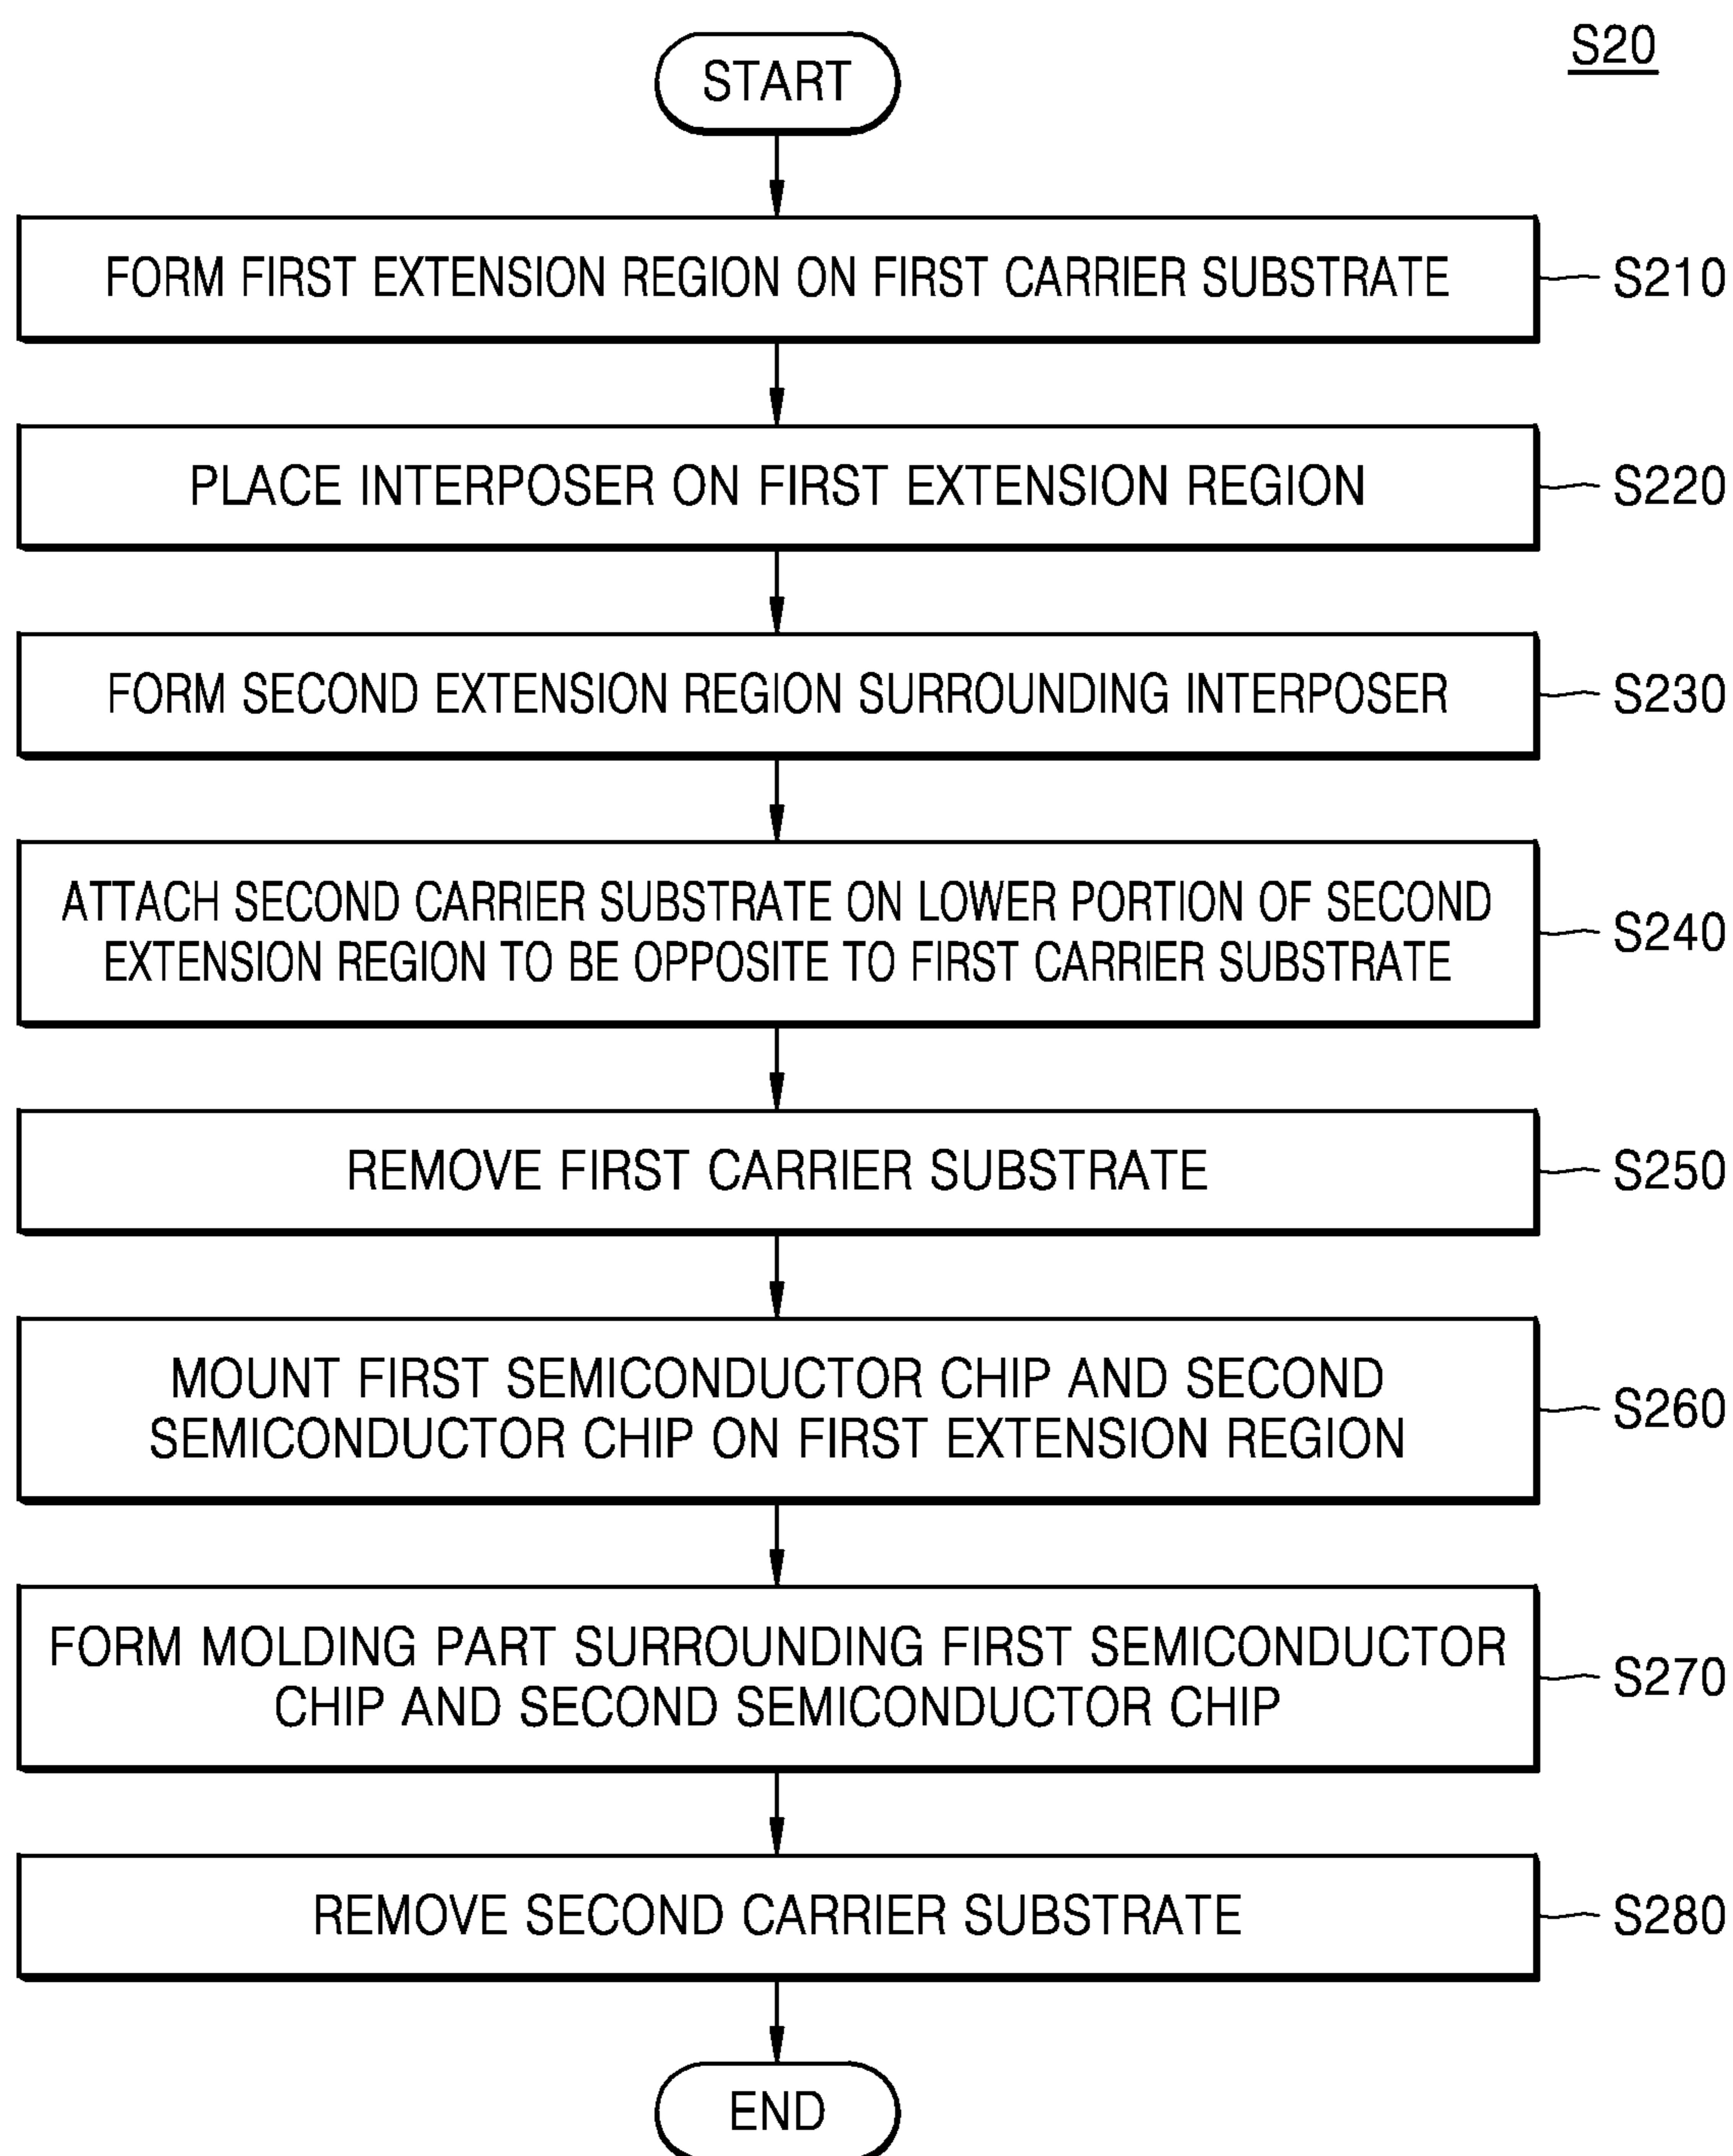 S20
START
FORM FIRST EXTENSION REGION ON FIRST CARRIER SUBSTRATE
S210
PLACE INTERPOSER ON FIRST EXTENSION REGION
S220
FORM SECOND EXTENSION REGION SURROUNDING INTERPOSER
S230
ATTACH SECOND CARRIER SUBSTRATE ON LOWER PORTION OF SECOND
EXTENSION REGION TO BE OPPOSITE TO FIRST CARRIER SUBSTRATE
S240
REMOVE FIRST CARRIER SUBSTRATE
S250
MOUNT FIRST SEMICONDUCTOR CHIP AND SECOND
SEMICONDUCTOR CHIP ON FIRST EXTENSION REGION
S260
FORM MOLDING PART SURROUNDING FIRST SEMICONDUCTOR
CHIP AND SECOND SEMICONDUCTOR CHIP
S270
REMOVE SECOND CARRIER SUBSTRATE
S280
END